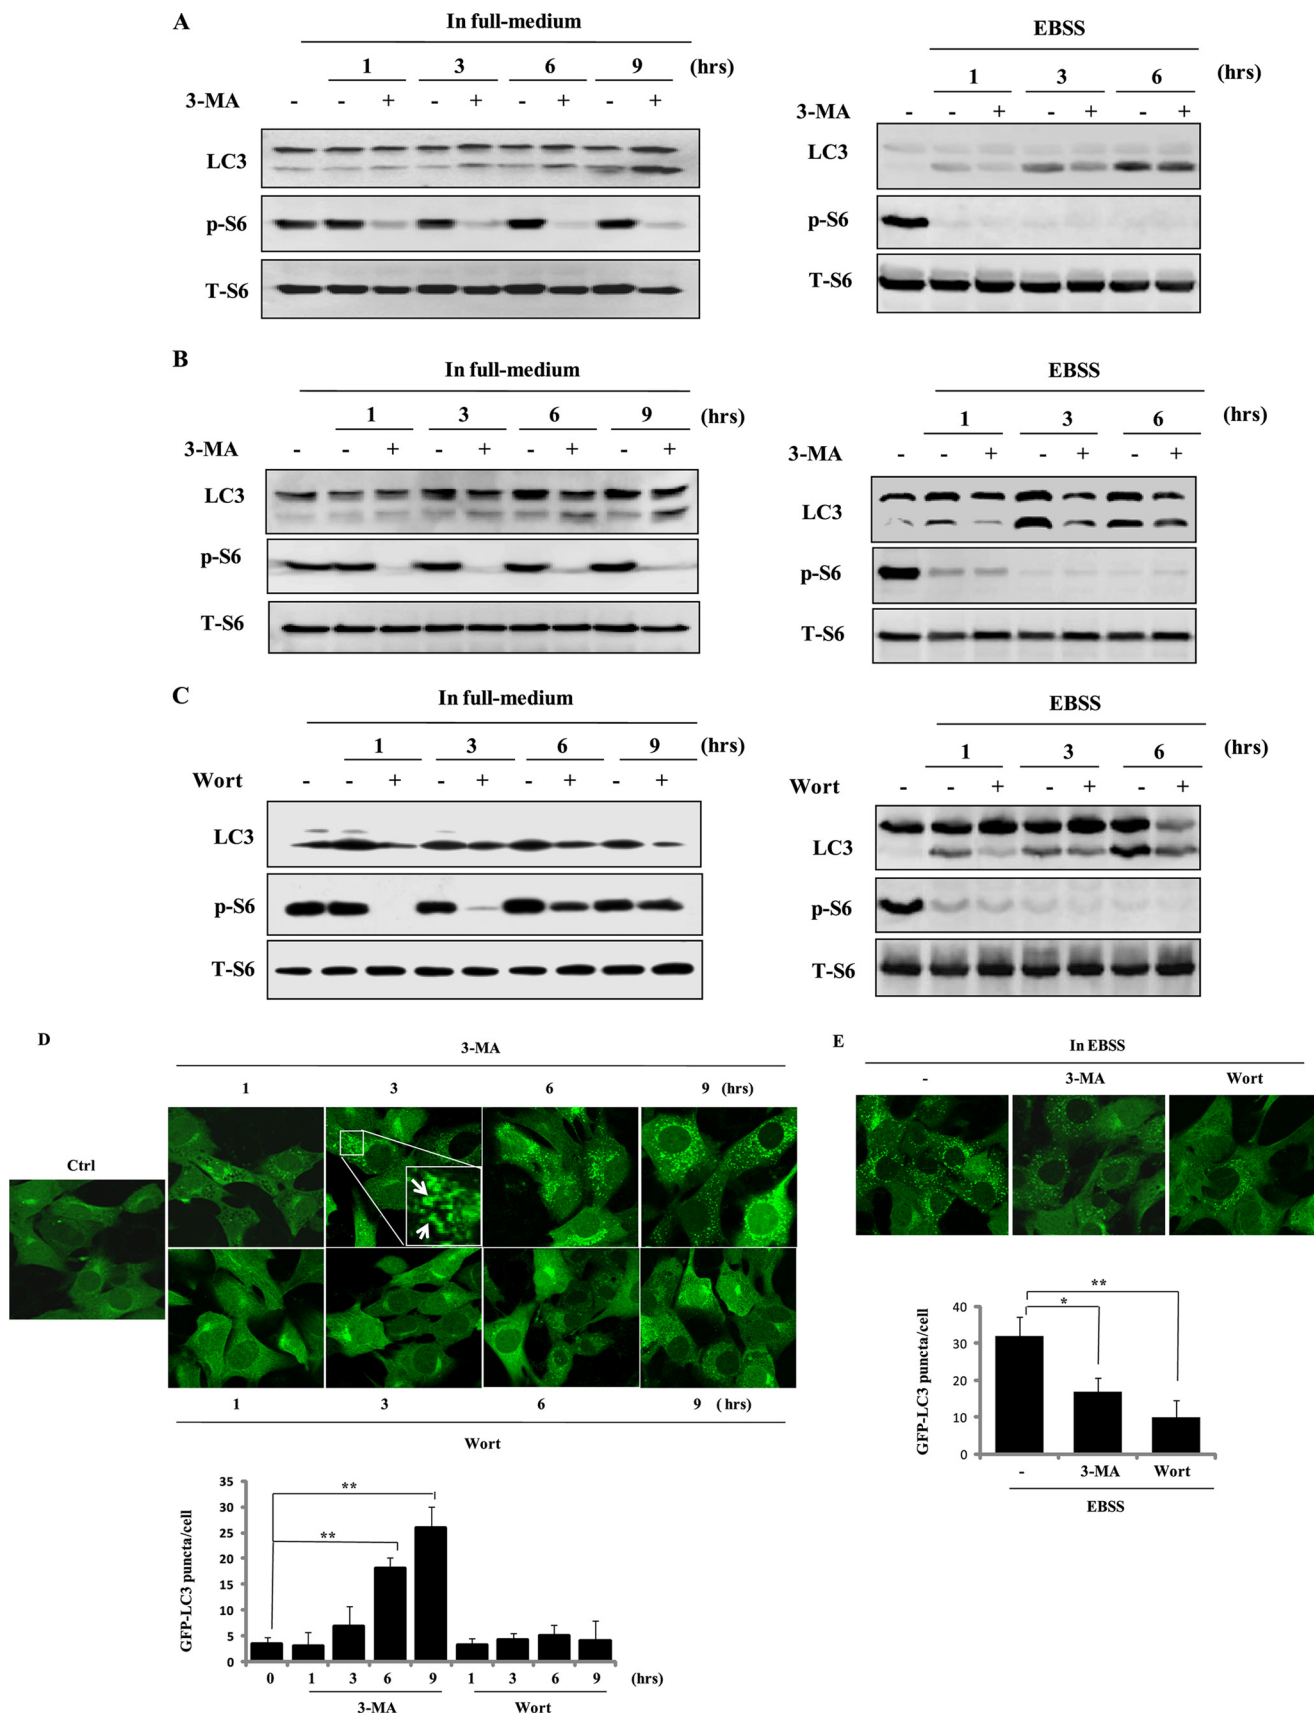 A
In full-medium
1 3 6 9 (hrs)
3-MA - - + - + - + - +
LC3
p-S6
T-S6
EBSS
1 3 6 (hrs)
3-MA - - + - + - +
LC3
p-S6
T-S6
B
In full-medium
1 3 6 9 (hrs)
3-MA - - + - + - + - +
LC3
p-S6
T-S6
EBSS
1 3 6 (hrs)
3-MA - - + - + - +
LC3
p-S6
T-S6
C
In full-medium
1 3 6 9 (hrs)
Wort - - + - + - + - +
LC3
p-S6
T-S6
EBSS
1 3 6 (hrs)
Wort - - + - + - +
LC3
p-S6
T-S6
D
3-MA
1 3 6 9 (hrs)
Ctrl
1 3 6 9 ( hrs)
Wort
GFP-LC3 puncta/cell
35
30
25
20
15
10
5
0
** 
**
0 1 3 6 9 1 3 6 9 (hrs)
3-MA Wort
E
In EBSS
- 3-MA Wort
GFP-LC3 puncta/cell
40
30
20
10
0
**
*
- 3-MA Wort
EBSS